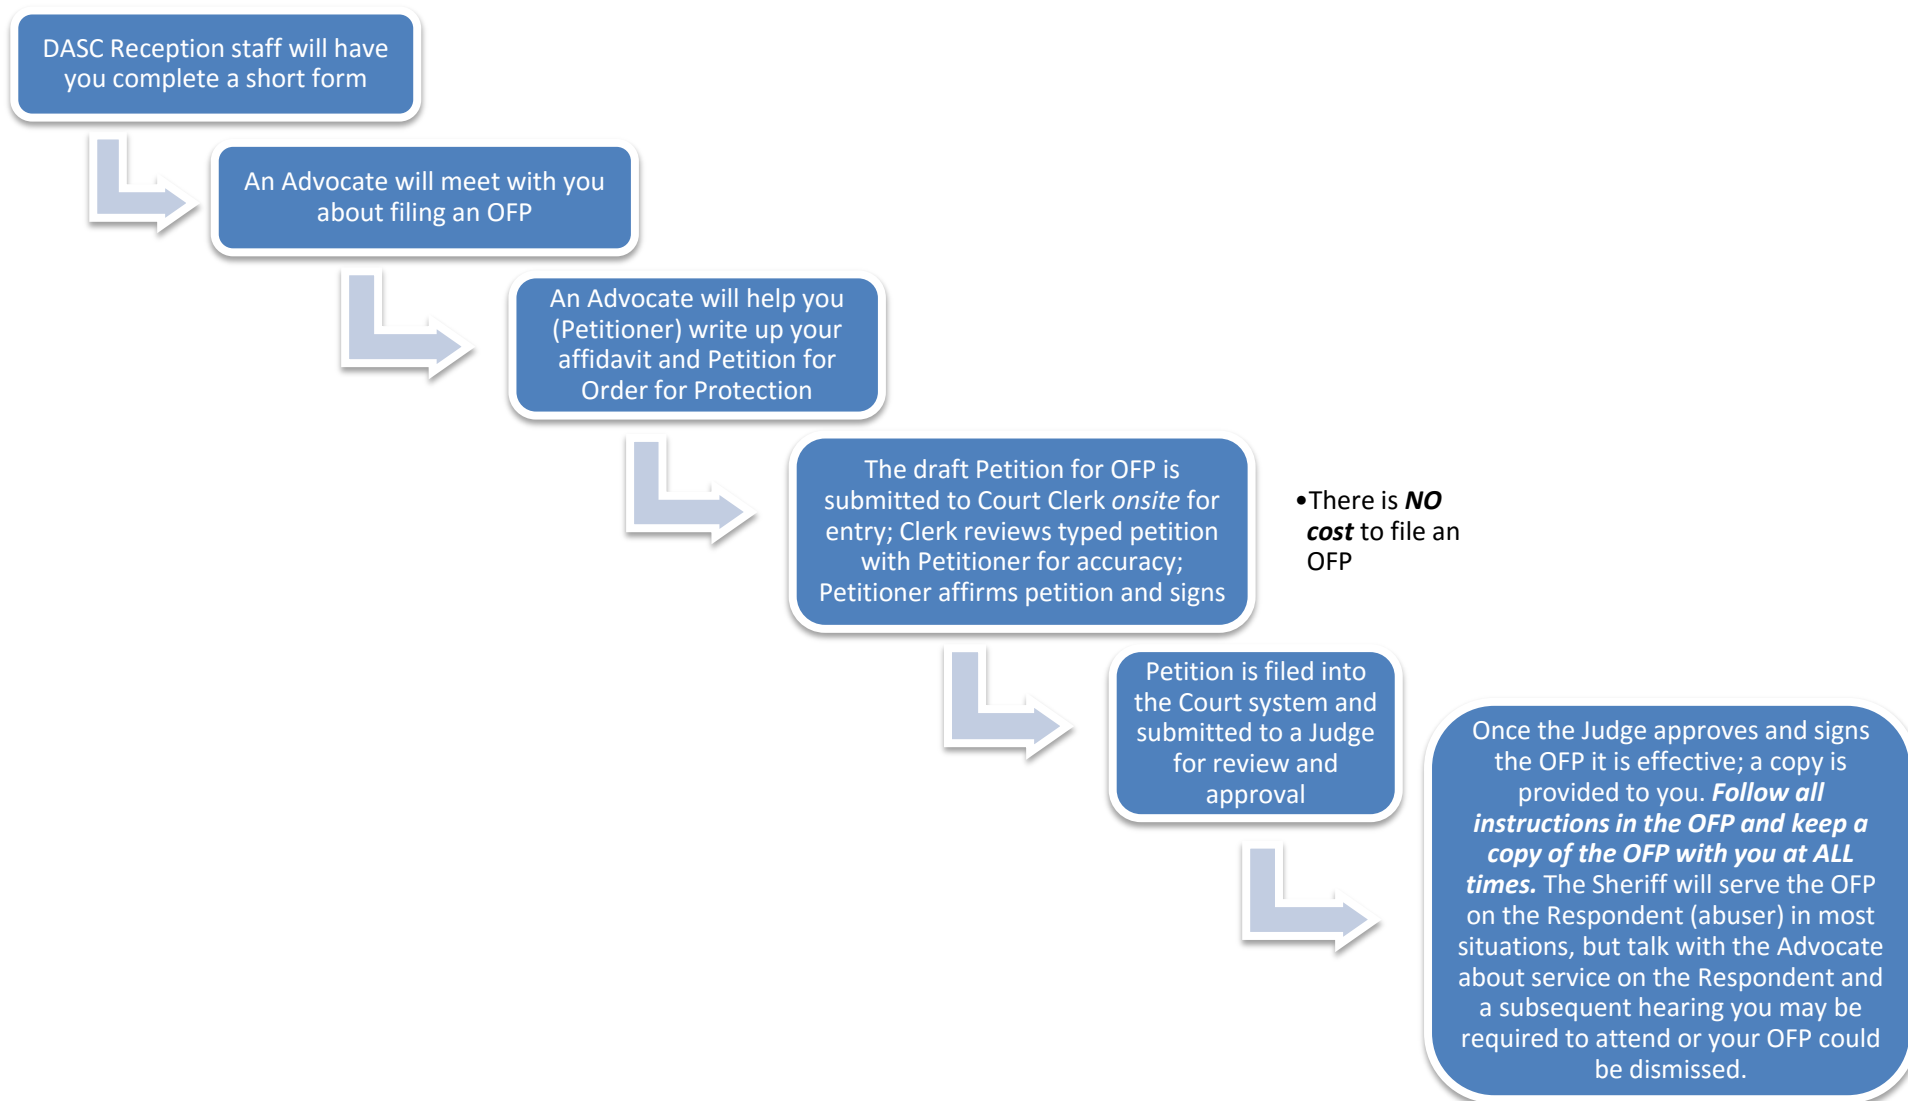 DASC Reception staff will have
you complete a short form
An Advocate will meet with you
about filing an OFP
An Advocate will help you
(Petitioner) write up your
affidavit and Petition for
Order for Protection
The draft Petition for OFP is
submitted to Court Clerk onsite for
entry; Clerk reviews typed petition
with Petitioner for accuracy;
Petitioner affirms petition and signs
•There is NO
cost to file an
OFP
Petition is filed into
the Court system and
submitted to a Judge
for review and
approval
Once the Judge approves and signs
the OFP it is effective; a copy is
provided to you. Follow all
instructions in the OFP and keep a
copy of the OFP with you at ALL
times. The Sheriff will serve the OFP
on the Respondent (abuser) in most
situations, but talk with the Advocate
about service on the Respondent and
a subsequent hearing you may be
required to attend or your OFP could
be dismissed.